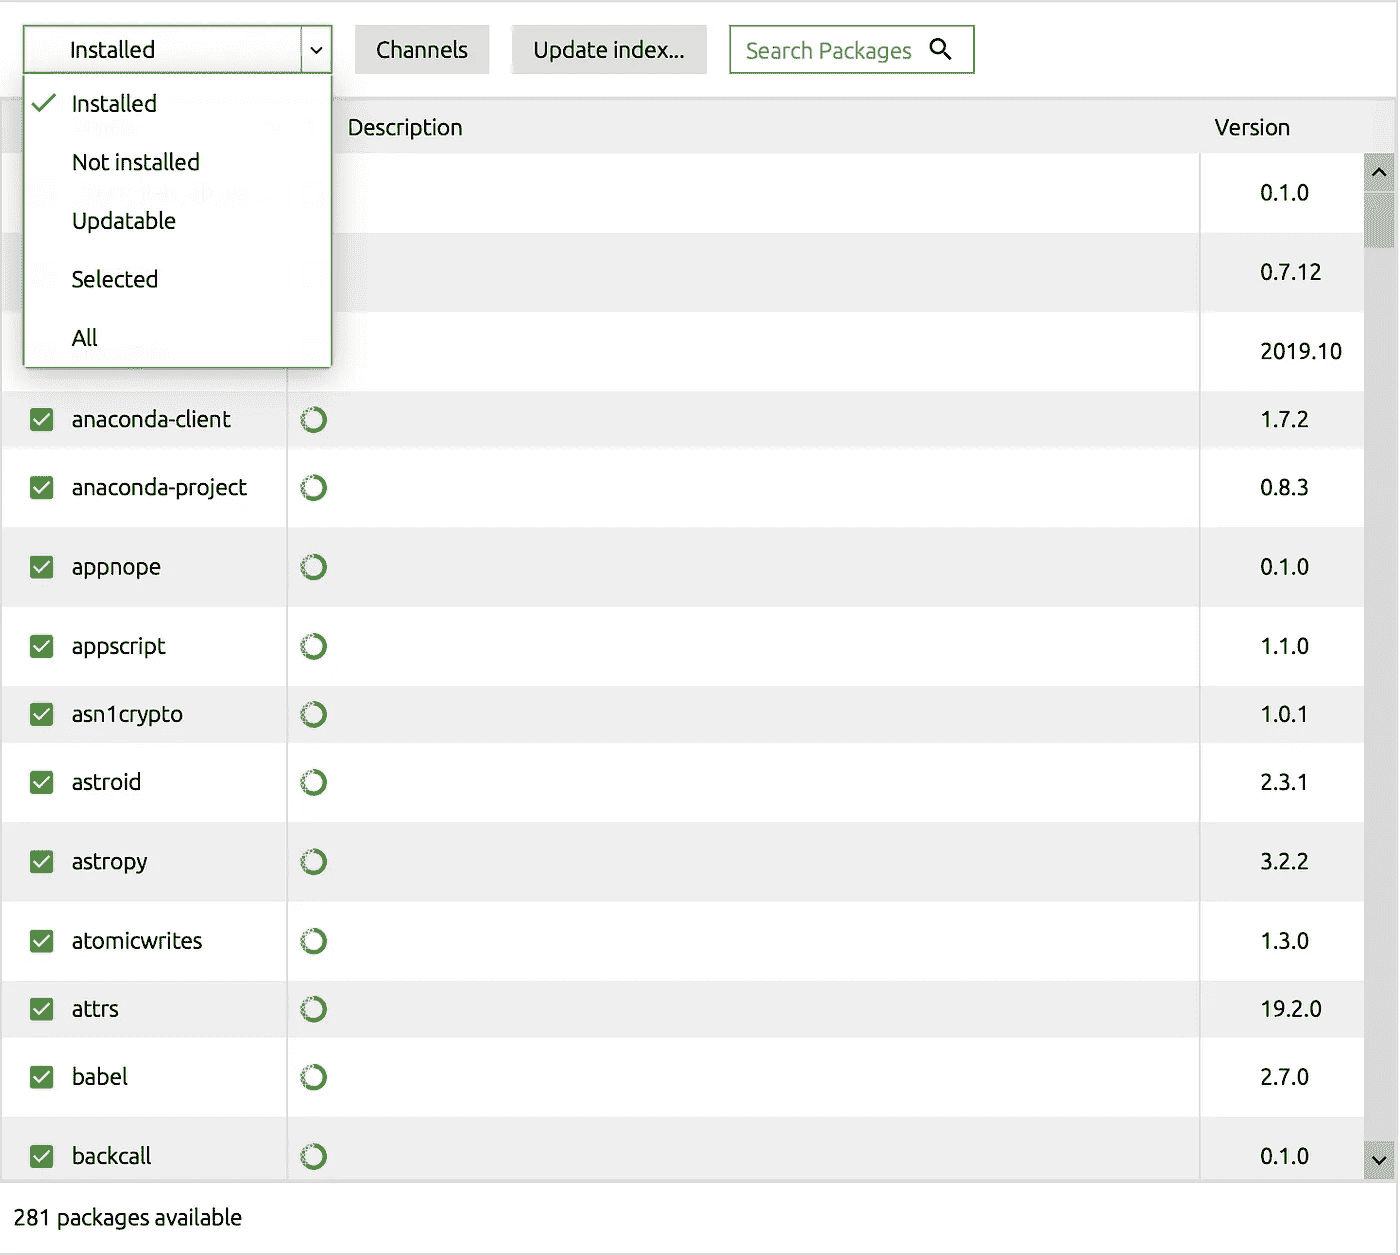 Installed Channels Update index... Search Packages
Installed
Description Version
Not installed
0.1.0
Updatable
0.7.12
Selected
All
2019.10
anaconda-client 1.7.2
anaconda-project 0.8.3
appnope 0.1.0
appscript 1.1.0
asn1crypto 1.0.1
astroid 2.3.1
astropy 3.2.2
atomicwrites 1.3.0
attrs 19.2.0
babel 2.7.0
backcall 0.1.0
281 packages available